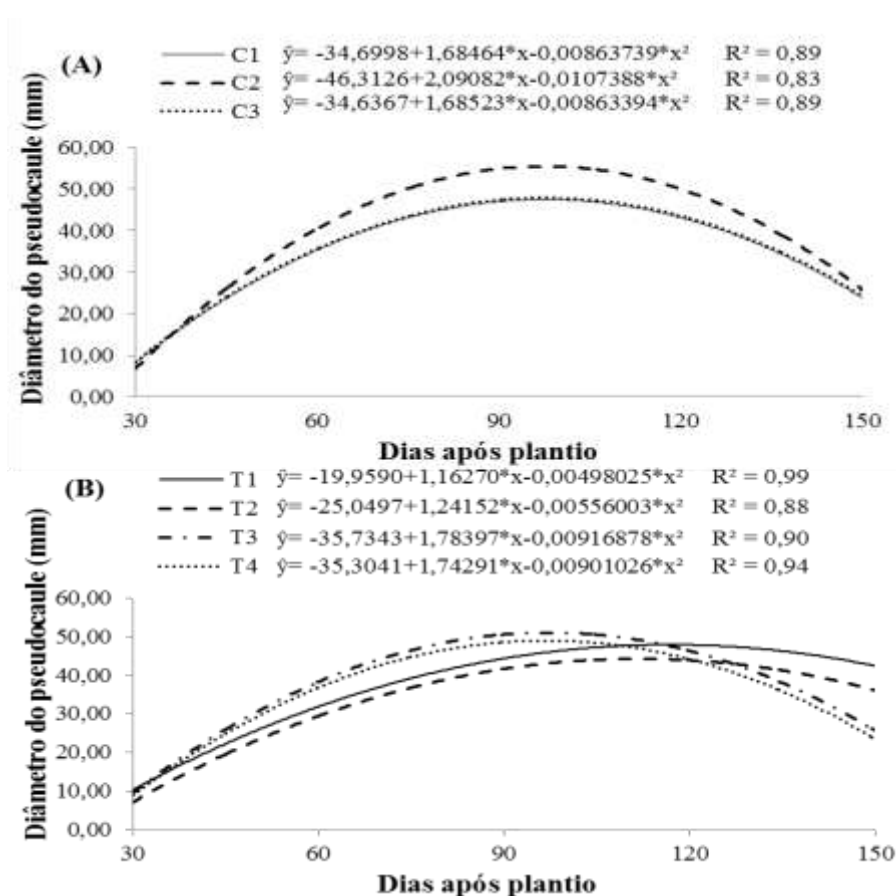 (A)
C1 ŷ= -34,6998+1,68464*x-0,00863739*x² R² = 0,89
C2 ŷ= -46,3126+2,09082*x-0,0107388*x² R² = 0,83
C3 ŷ= -34,6367+1,68523*x-0,00863394*x² R² = 0,89
Diâmetro do pseudocaule (mm)
60,00
50,00
40,00
30,00
20,00
10,00
0,00
30 60 90 120 150
Dias após plantio
(B)
T1 ŷ= -19,9590+1,16270*x-0,00498025*x² R² = 0,99
T2 ŷ= -25,0497+1,24152*x-0,00556003*x² R² = 0,88
T3 ŷ= -35,7343+1,78397*x-0,00916878*x² R² = 0,90
T4 ŷ= -35,3041+1,74291*x-0,00901026*x² R² = 0,94
Diâmetro do pseudocaule (mm)
60,00
50,00
40,00
30,00
20,00
10,00
0,00
30 60 90 120 150
Dias após plantio